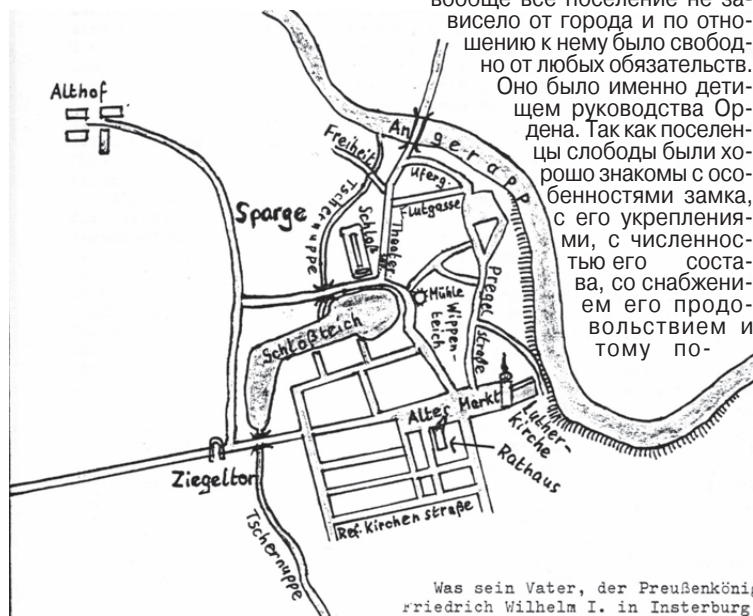 вообще все поселение не за-
висело от города и по отно-
шению к нему было свобод-
но от любых обязательств.
Оно было именно дети-
щем руководства Ор-
дена. Так как поселен-
цы слободы были хо-
рошо знакомы с осо-
бенностями замка,
с его укрепления-
ми, с численнос-
тью его соста-
ва, со снабжени-
ем его продо-
вольствием и
тому по-
Althof
Angerapp
Freiheit
Uferg.
Flutgasse
Tschernuppe
Sparge
Schloß
Theater
Mühle
Wippen-
teich
Pregel
straße
Schloßteich
Alter Markt
Luther-
Kirche
Rathaus
Ziegeltor
Ref. Kirchenstraße
Tschernuppe
Was sein Vater, der Preußenköni
Friedrich Wilhelm I. in Insterburg